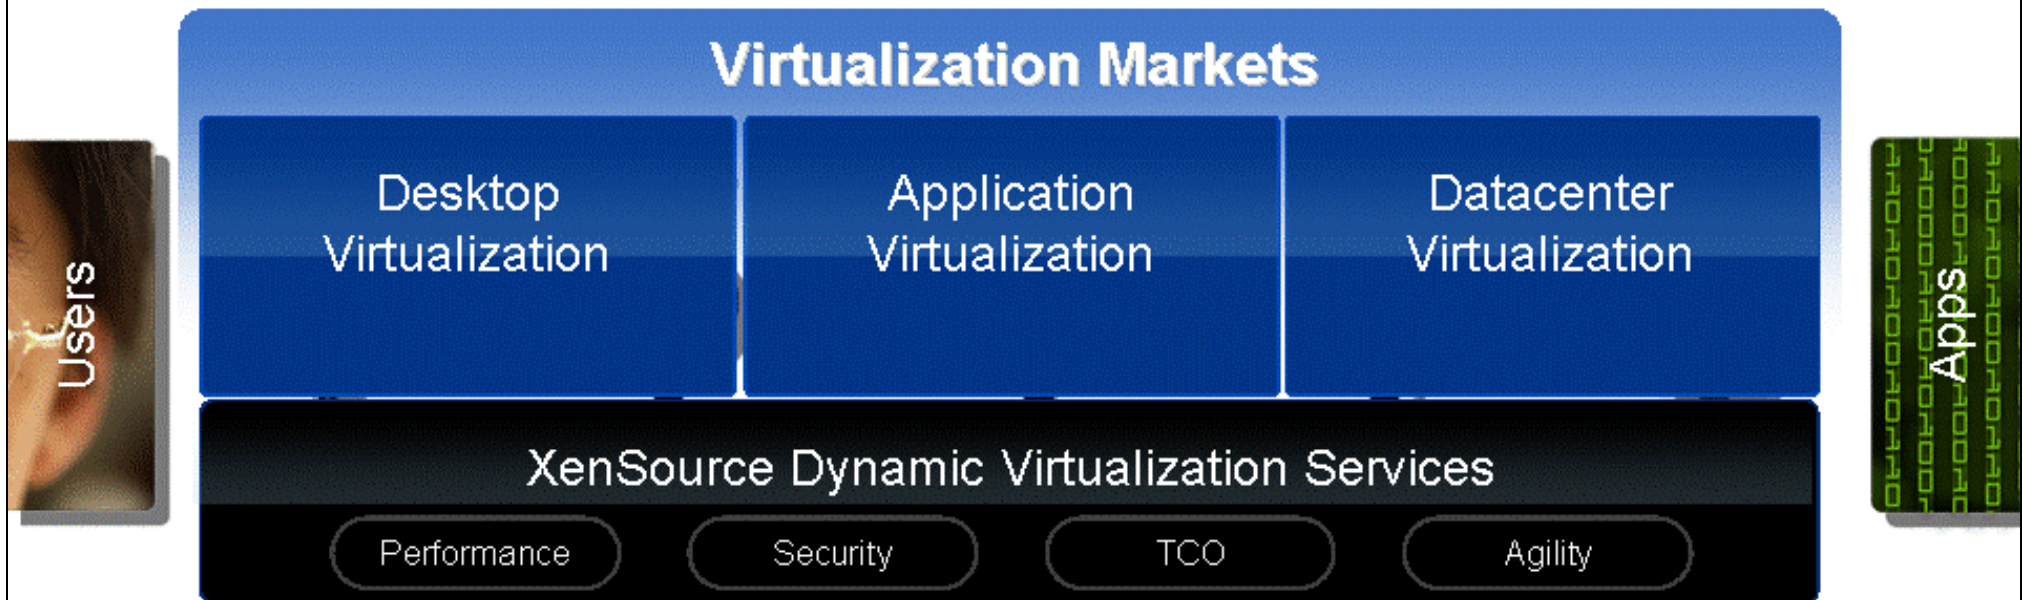 Virtualization Markets
Desktop
Virtualization
Application
Virtualization
Datacenter
Virtualization
Users
Apps
XenSource Dynamic Virtualization Services
Performance
Security
TCO
Agility